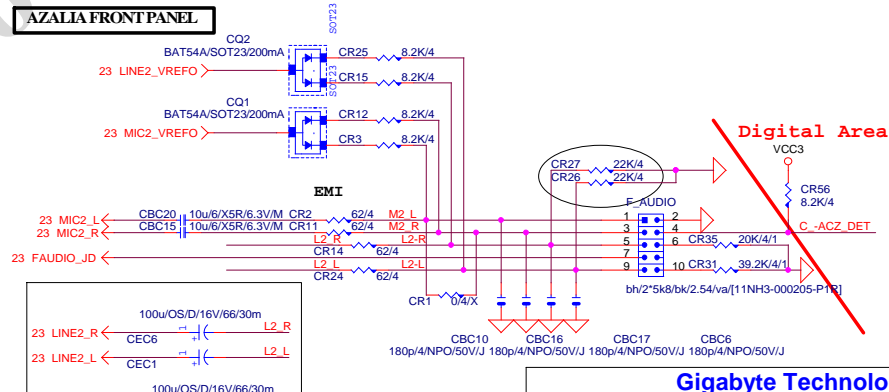 AZALIA FRONT PANEL
SOT23
CQ2
BAT54A/SOT23/200mA
CR25 8.2K/4
23 LINE2_VREFO
CR15 8.2K/4
SOT23
CQ1
BAT54A/SOT23/200mA
CR12 8.2K/4
23 MIC2_VREFO
CR3 8.2K/4
Digital Area
VCC3
CR27 22K/4
CR26 22K/4
CR56
8.2K/4
EMI
F_AUDIO
23 MIC2_L CBC20 10u/6/X5R/6.3V/M CR2 62/4 M2_L 1 2
23 MIC2_R CBC15 10u/6/X5R/6.3V/M CR11 62/4 M2_R 3 4 C_-ACZ_DET
L2_R L2-R 5 6 CR35 20K/4/1
23 FAUDIO_JD CR14 62/4 7
L2_L L2-L 9 10 CR31 39.2K/4/1
CR24 62/4
bh/2*5k8/bk/2.54/va/[11NH3-000205-P1R]
CR1 0/4/X
100u/OS/D/16V/66/30m
23 LINE2_R 1 + L2_R
CEC6
23 LINE2_L 1 + L2_L
CEC1
100u/OS/D/16V/66/30m
CBC10 CBC16 CBC17 CBC6
180p/4/NPO/50V/J 180p/4/NPO/50V/J 180p/4/NPO/50V/J 180p/4/NPO/50V/J
Gigabyte Technolo